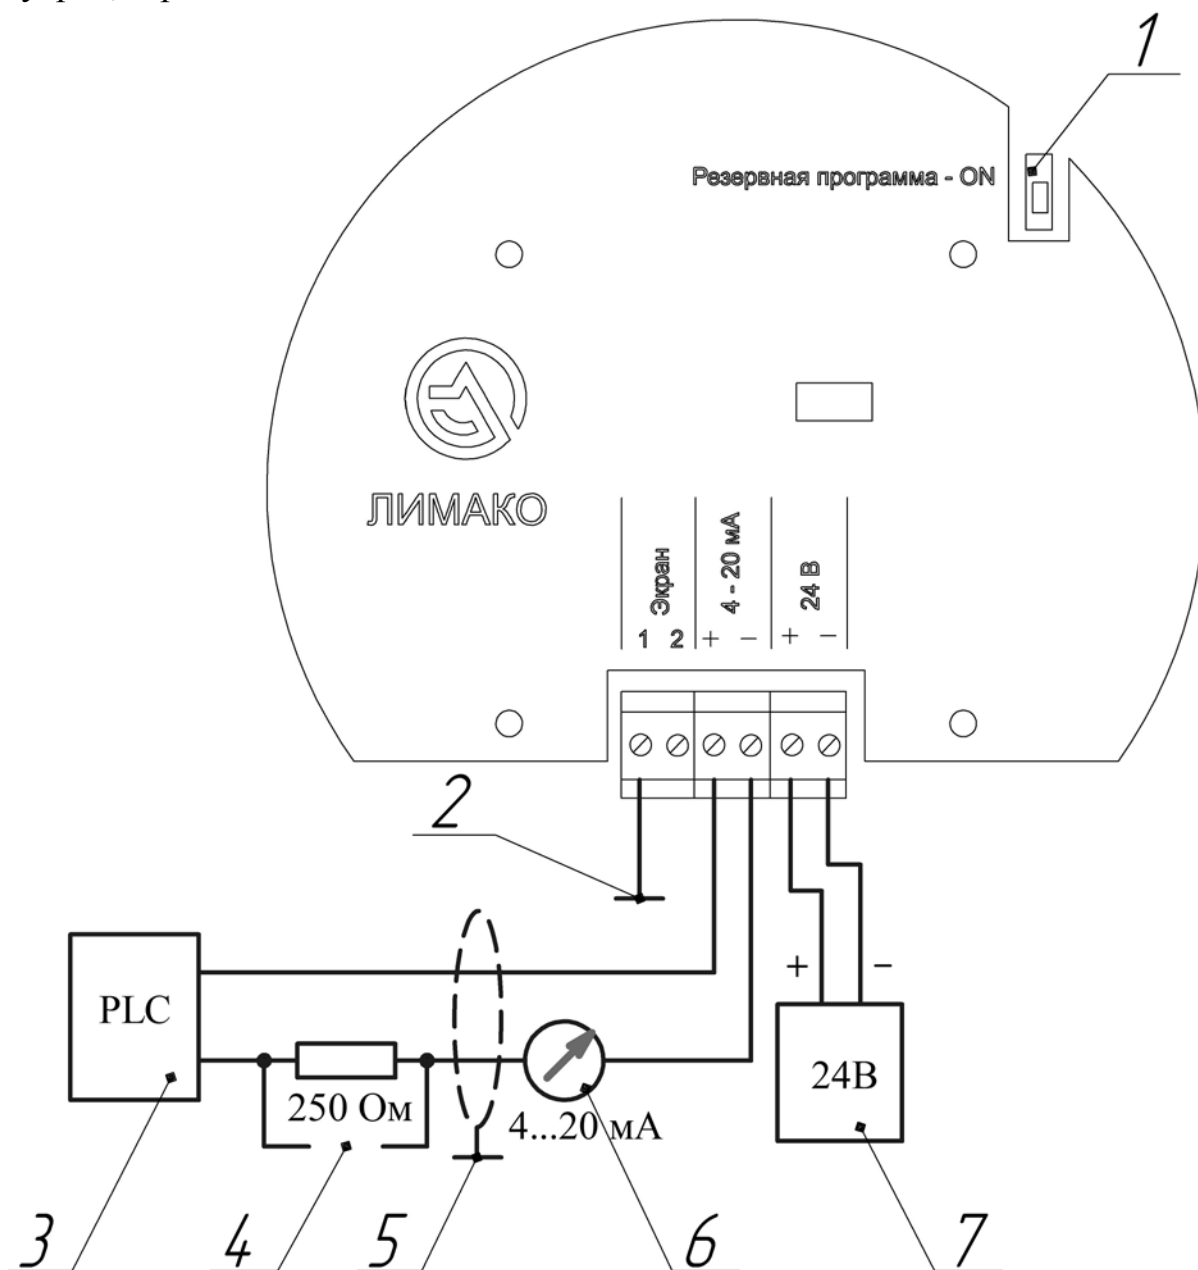 1
Резервная программа - ON
ЛИМАКО
Экран
4 - 20 мА
24 В
1 2 + − + −
2
+ −
PLC
24В
250 Ом
4...20 мА
3 4 5 6 7